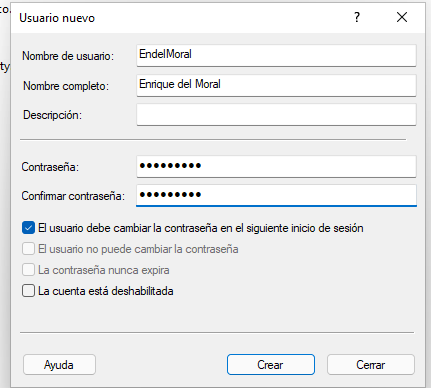 to.
Usuario nuevo
?
Nombre de usuario: EndelMoral
ty
Nombre completo: Enrique del Moral
Descripción:
Contraseña: •••••••••
Confirmar contraseña: •••••••••
El usuario debe cambiar la contraseña en el siguiente inicio de sesión
El usuario no puede cambiar la contraseña
La contraseña nunca expira
La cuenta está deshabilitada
Ayuda Crear Cerrar